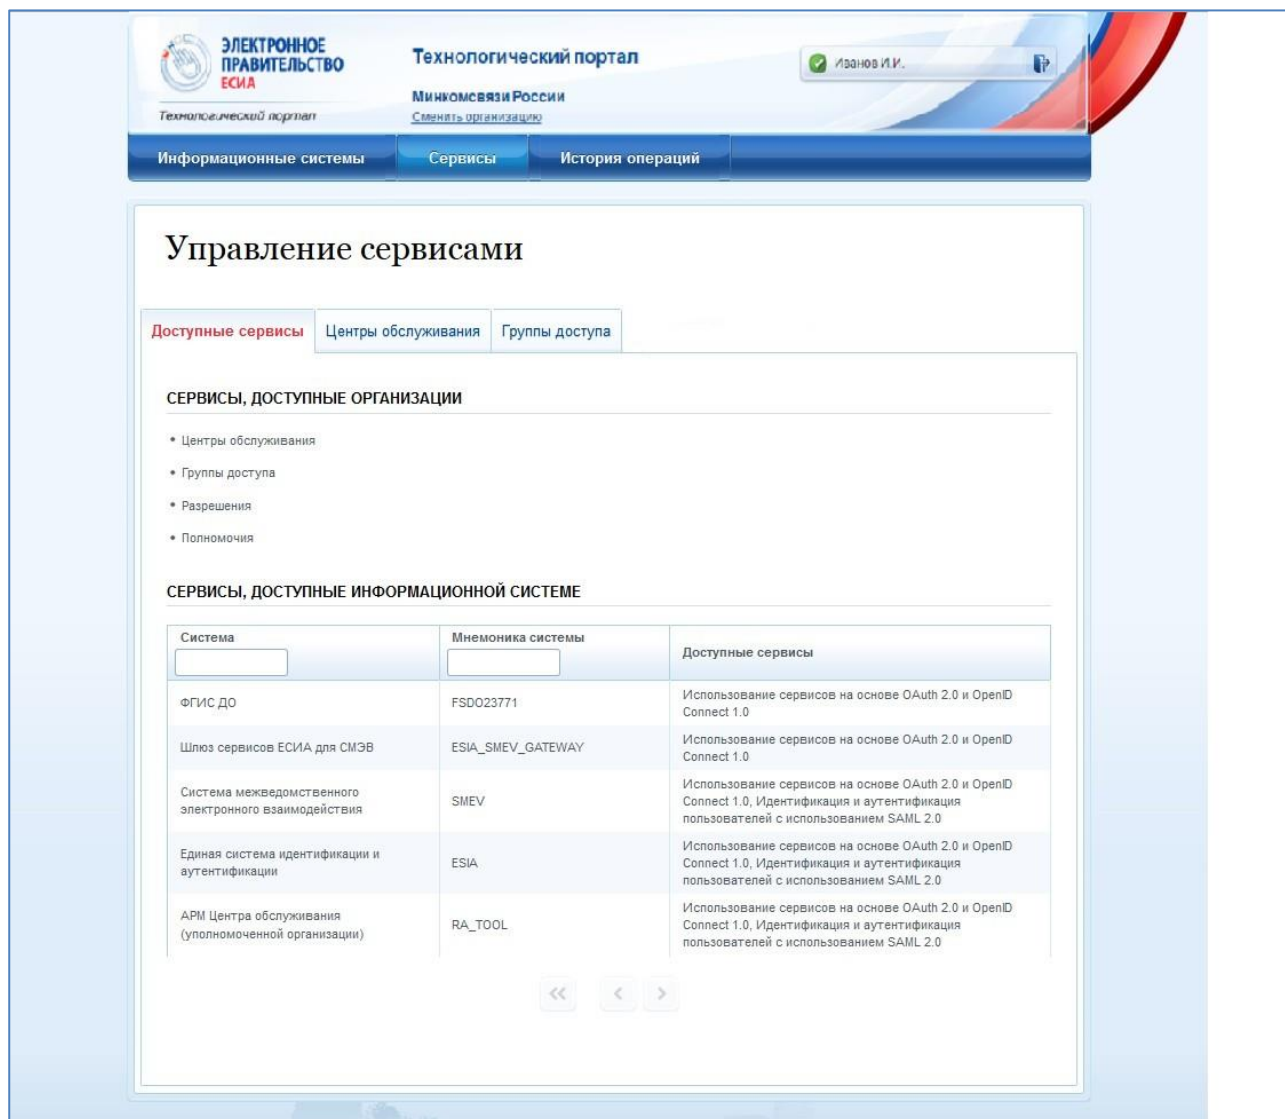 ЭЛЕКТРОННОЕ
ПРАВИТЕЛЬСТВО
ЕСИА
Технологический портал
Технологический портал
Минкомсвязи России
Сменить организацию
Иванов И.И.
Информационные системы
Сервисы
История операций
Управление сервисами
Доступные сервисы
Центры обслуживания
Группы доступа
СЕРВИСЫ, ДОСТУПНЫЕ ОРГАНИЗАЦИИ
• Центры обслуживания
• Группы доступа
• Разрешения
• Полномочия
СЕРВИСЫ, ДОСТУПНЫЕ ИНФОРМАЦИОННОЙ СИСТЕМЕ
Система
Мнемоника системы
Доступные сервисы
ФГИС ДО
FSDO23771
Использование сервисов на основе OAuth 2.0 и OpenID
Connect 1.0
Шлюз сервисов ЕСИА для СМЭВ
ESIA_SMEV_GATEWAY
Использование сервисов на основе OAuth 2.0 и OpenID
Connect 1.0
Система межведомственного
электронного взаимодействия
SMEV
Использование сервисов на основе OAuth 2.0 и OpenID
Connect 1.0, Идентификация и аутентификация
пользователей с использованием SAML 2.0
Единая система идентификации и
аутентификации
ESIA
Использование сервисов на основе OAuth 2.0 и OpenID
Connect 1.0, Идентификация и аутентификация
пользователей с использованием SAML 2.0
АРМ Центра обслуживания
(уполномоченной организации)
RA_TOOL
Использование сервисов на основе OAuth 2.0 и OpenID
Connect 1.0, Идентификация и аутентификация
пользователей с использованием SAML 2.0